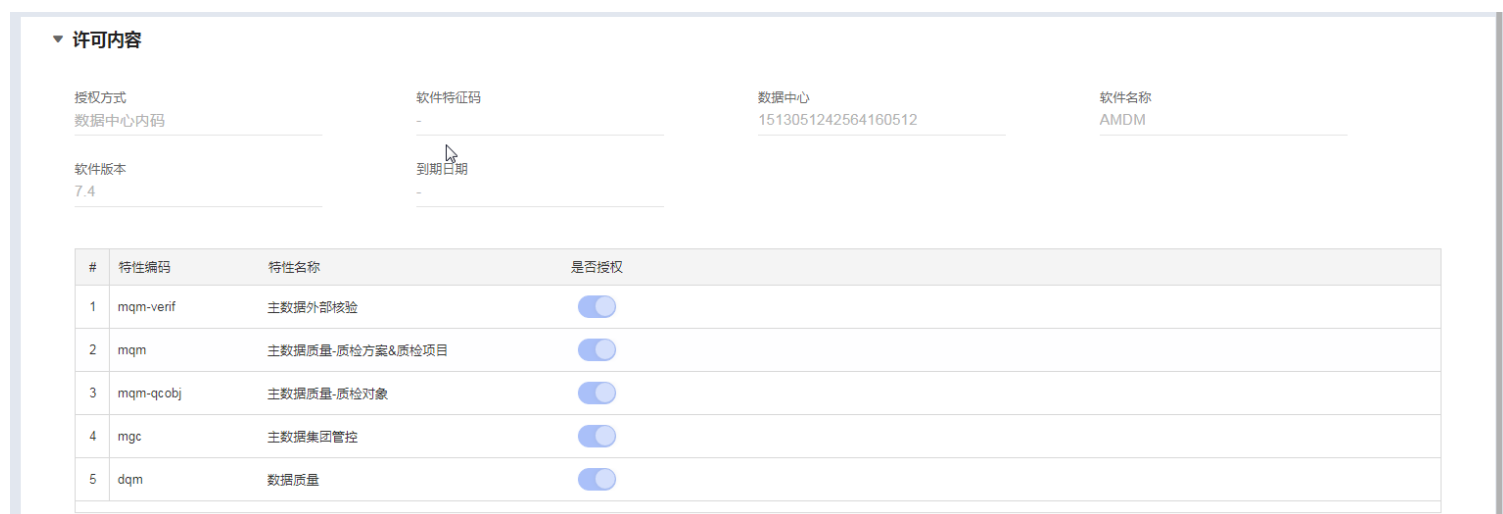 许可内容
授权方式 软件特征码 数据中心 软件名称
数据中心内码 - 1513051242564160512 AMDM
软件版本 到期日期
7.4 -
# 特性编码 特性名称 是否授权
1 mqm-verif 主数据外部核验
2 mqm 主数据质量-质检方案&质检项目
3 mqm-qcobj 主数据质量-质检对象
4 mgc 主数据集团管控
5 dqm 数据质量